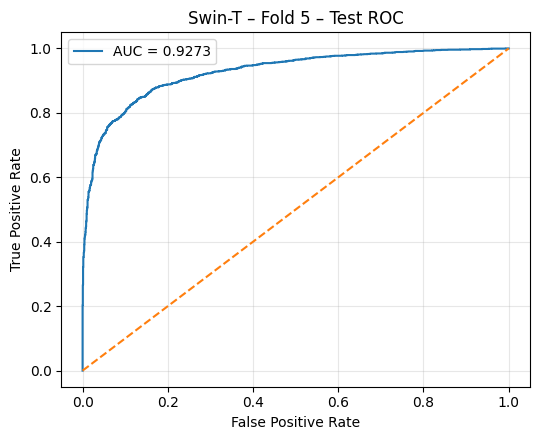 Swin-T – Fold 5 – Test ROC
AUC = 0.9273
True Positive Rate
1.0
0.8
0.6
0.4
0.2
0.0
0.0 0.2 0.4 0.6 0.8 1.0
False Positive Rate